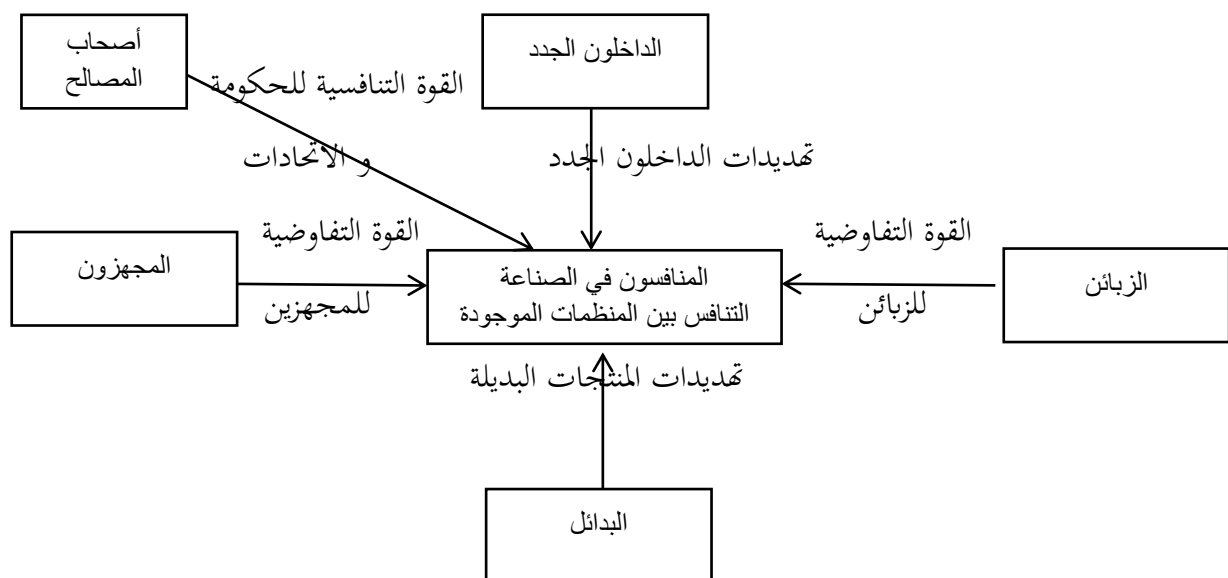 أصحاب
المصالح
الداخلون الجدد
القوة التنافسية للحكومة
و الاتحادات
تهديدات الداخلون الجدد
القوة التفاوضية
للزبائن
الزبائن
المنافسون في الصناعة
التنافس بين المنظمات الموجودة
القوة التفاوضية
للمجهزين
المجهزون
تهديدات المنتجات البديلة
البدائل